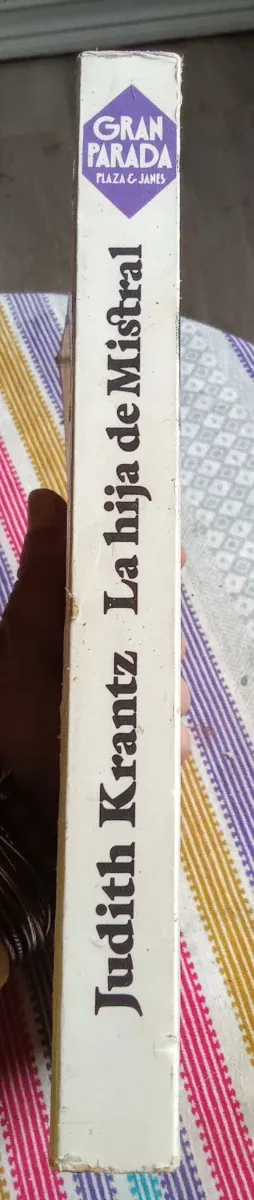 GRAN
PARADA
PLAZA & JANES
Judith Krantz La hija de Mistral